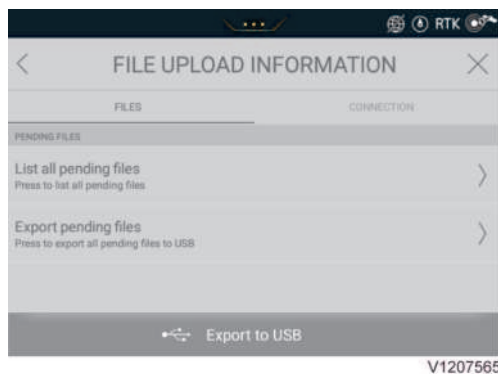 RTK
FILE UPLOAD INFORMATION
FILES
CONNECTION
PENDING FILES
List all pending files
Press to list all pending files
Export pending files
Press to export all pending files to USB
Export to USB
V1207565